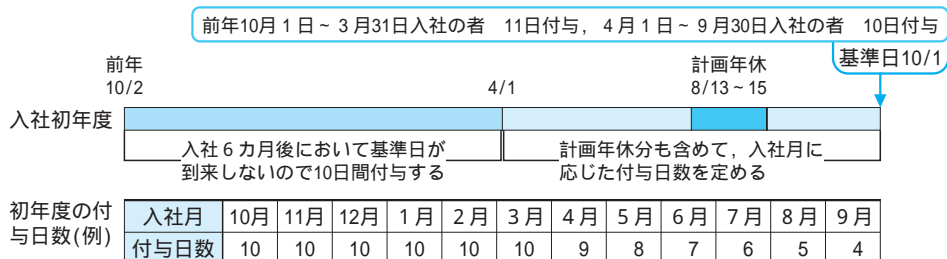 前年10月1日~3月31日入社の者　11日付与，4月1日~9月30日入社の者　10日付与
基準日10/1
前年
10/2
4/1
計画年休
8/13~15
入社初年度
入社6カ月後において基準日が
到来しないので10日間付与する
計画年休分も含めて，入社月に
応じた付与日数を定める
初年度の付
与日数(例)
入社月 10月 11月 12月 1月 2月 3月 4月 5月 6月 7月 8月 9月
付与日数 10 10 10 10 10 10 9 8 7 6 5 4